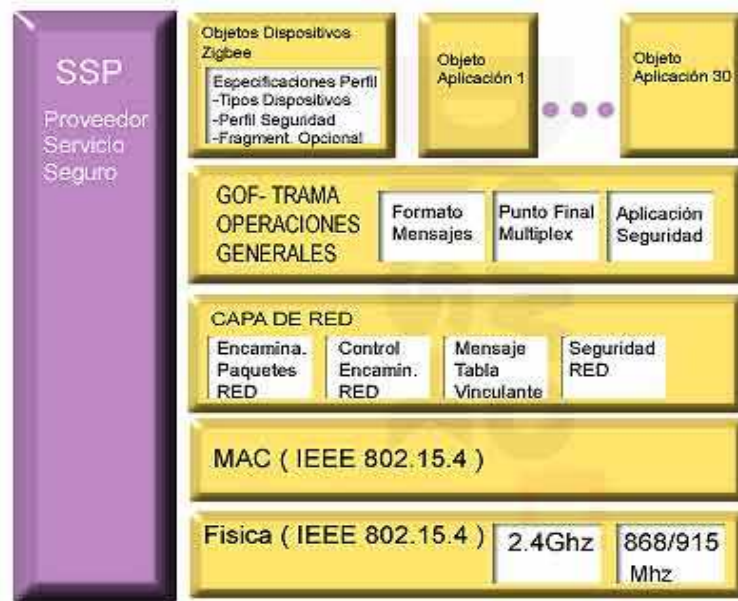 SSP
Proveedor
Servicio
Seguro
Objetos Dispositivos
Zigbee
Especificaciones Perfil
-Tipos Dispositivos
-Perfil Seguridad
-Fragment. Opcional
Objeto
Aplicación 1
Objeto
Aplicación 30
GOF- TRAMA
OPERACIONES
GENERALES
Formato
Mensajes
Punto Final
Multiplex
Aplicación
Seguridad
CAPA DE RED
Encamina.
Paquetes
RED
Control
Encamin.
RED
Mensaje
Tabla
Vinculante
Seguridad
RED
MAC ( IEEE 802.15.4 )
Fisica ( IEEE 802.15.4 )
2.4Ghz
868/915
Mhz